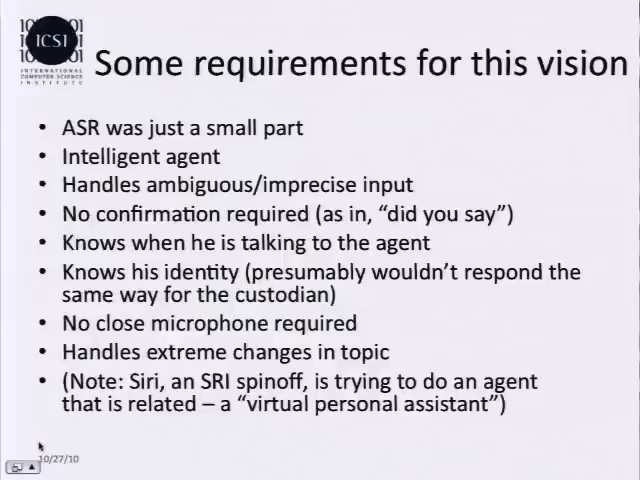 ICSI
INTERNATIONAL
COMPUTER SCIENCE
INSTITUTE
Some requirements for this vision
• ASR was just a small part
• Intelligent agent
• Handles ambiguous/imprecise input
• No confirmation required (as in, “did you say”)
• Knows when he is talking to the agent
• Knows his identity (presumably wouldn’t respond the
same way for the custodian)
• No close microphone required
• Handles extreme changes in topic
• (Note: Siri, an SRI spinoff, is trying to do an agent
that is related – a “virtual personal assistant”)
10/27/10